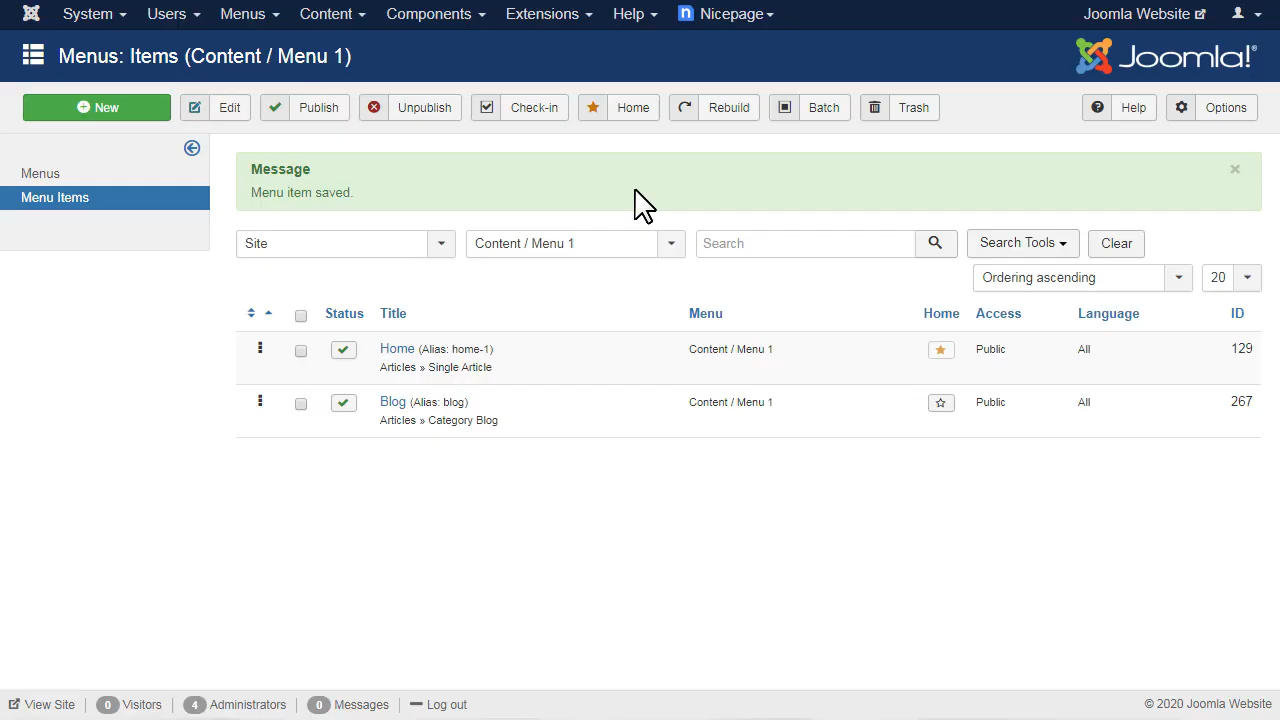 System Users Menus Content Components Extensions Help n Nicepage Joomla Website
Menus: Items (Content / Menu 1) Joomla!®
New Edit Publish Unpublish Check-in Home Rebuild Batch Trash Help Options
Menus
Menu Items
Message ×
Menu item saved.
Site Content / Menu 1 Search Search Tools Clear
Ordering ascending 20
Status Title Menu Home Access Language ID
Home (Alias: home-1) Content / Menu 1 Public All 129
Articles » Single Article
Blog (Alias: blog) Content / Menu 1 Public All 267
Articles » Category Blog
View Site 0 Visitors 4 Administrators 0 Messages Log out © 2020 Joomla Website